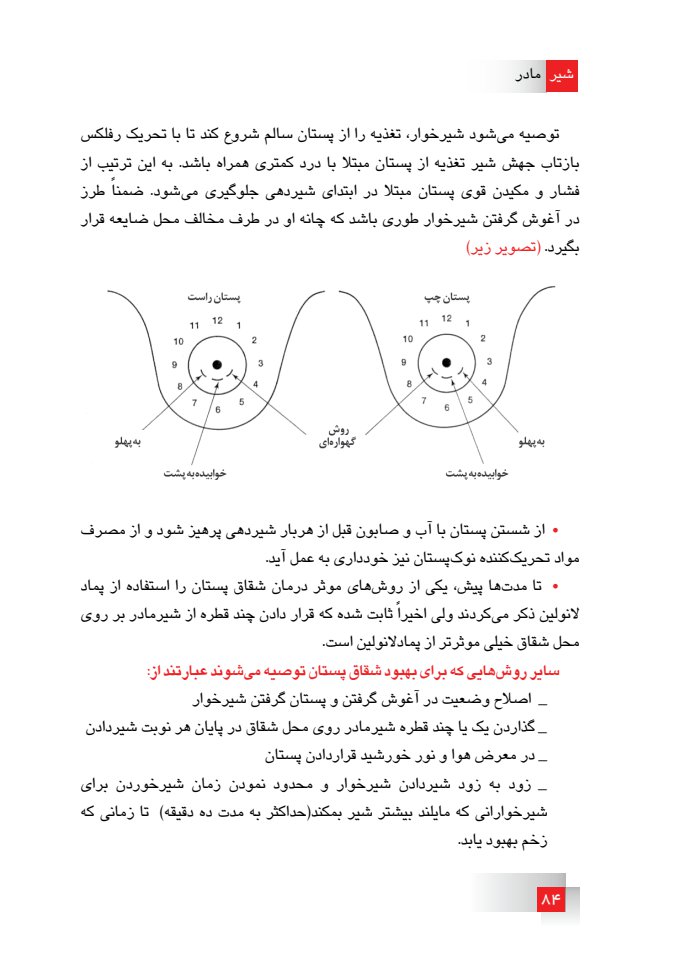 شیر مادر
توصیه می‌شود شیرخوار، تغذیه را از پستان سالم شروع کند تا با تحریک رفلکس
بازتاب جهش شیر تغذیه از پستان مبتلا با درد کمتری همراه باشد. به این ترتیب از
فشار و مکیدن قوی پستان مبتلا در ابتدای شیردهی جلوگیری می‌شود. ضمناً طرز
در آغوش گرفتن شیرخوار طوری باشد که چانه او در طرف مخالف محل ضایعه قرار
بگیرد. (تصویر زیر)
پستان چپ
12
11 1
10 2
9 3
8 4
7 5
6
پستان راست
12
11 1
10 2
9 3
8 4
7 5
6
به‌پهلو
روش
گهواره‌ای
به‌پهلو
خوابیده‌به‌پشت
خوابیده‌به‌پشت
• از شستن پستان با آب و صابون قبل از هربار شیردهی پرهیز شود و از مصرف
مواد تحریک‌کننده نوک‌پستان نیز خودداری به عمل آید.
• تا مدت‌ها پیش، یکی از روش‌های موثر درمان شقاق پستان را استفاده از پماد
لانولین ذکر می‌کردند ولی اخیراً ثابت شده که قرار دادن چند قطره از شیرمادر بر روی
محل شقاق خیلی موثرتر از پمادلانولین است.
سایر روش‌هایی که برای بهبود شقاق پستان توصیه می‌شوند عبارتند از:
_ اصلاح وضعیت در آغوش گرفتن و پستان گرفتن شیرخوار
_ گذاردن یک یا چند قطره شیرمادر روی محل شقاق در پایان هر نوبت شیردادن
_ در معرض هوا و نور خورشید قراردادن پستان
_ زود به زود شیردادن شیرخوار و محدود نمودن زمان شیرخوردن برای
شیرخوارانی که مایلند بیشتر شیر بمکند(حداکثر به مدت ده دقیقه) تا زمانی که
زخم بهبود یابد.
۸۴